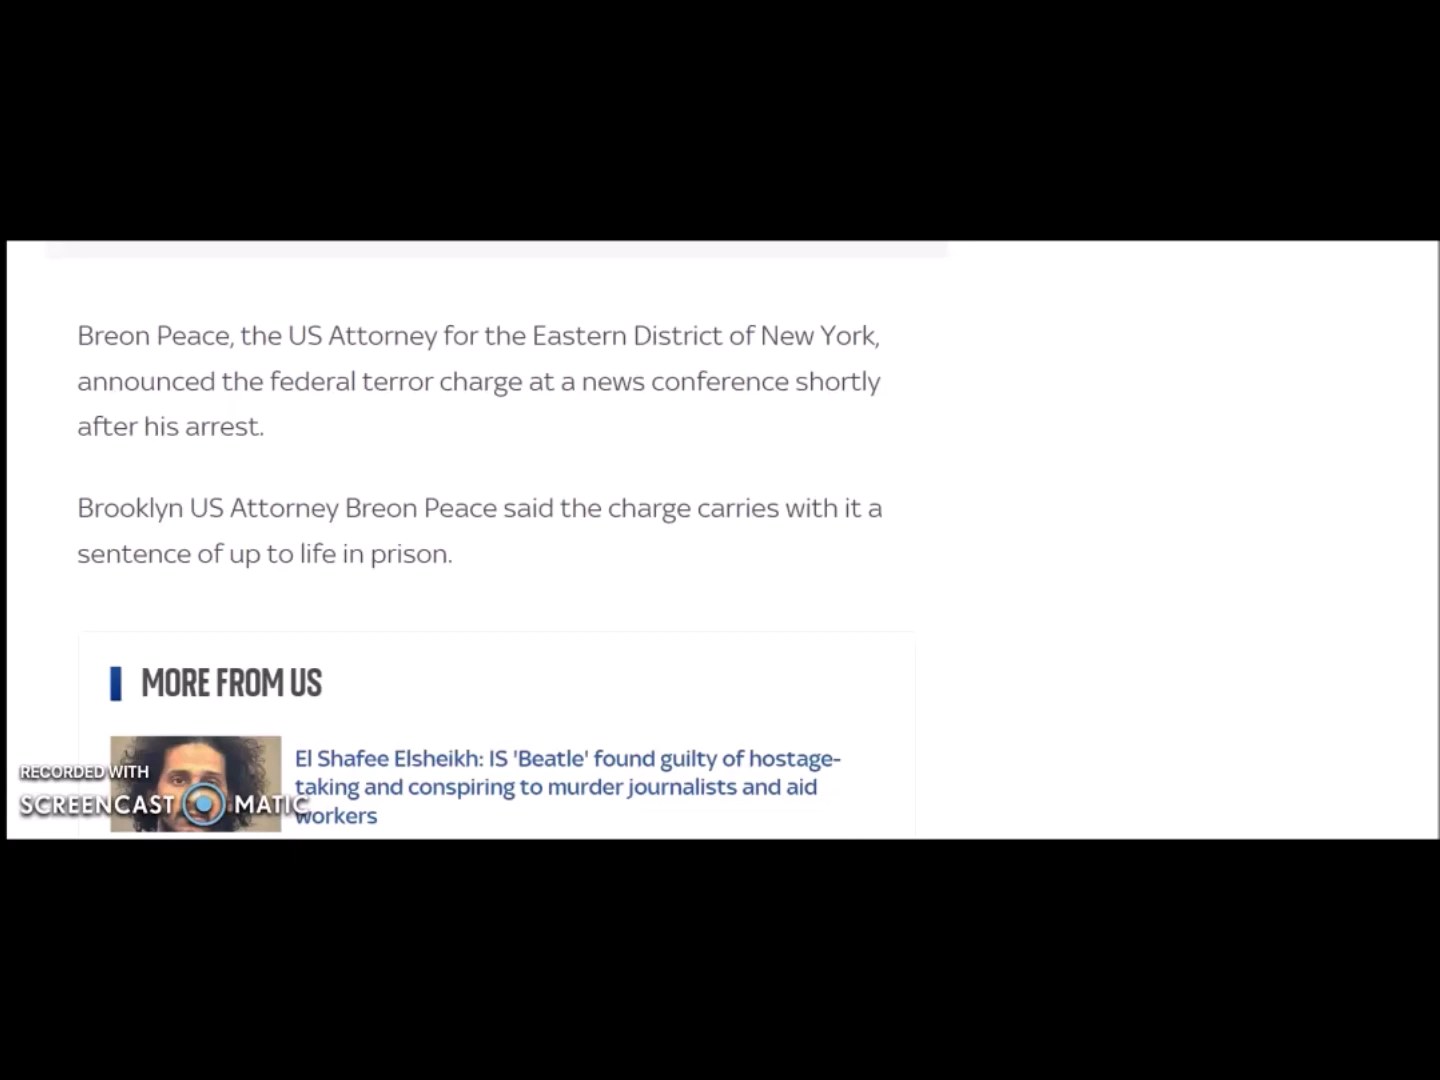 Breon Peace, the US Attorney for the Eastern District of New York,
announced the federal terror charge at a news conference shortly
after his arrest.
Brooklyn US Attorney Breon Peace said the charge carries with it a
sentence of up to life in prison.
MORE FROM US
El Shafee Elsheikh: IS 'Beatle' found guilty of hostage-
taking and conspiring to murder journalists and aid
workers
RECORDED WITH
SCREENCAST MATIC